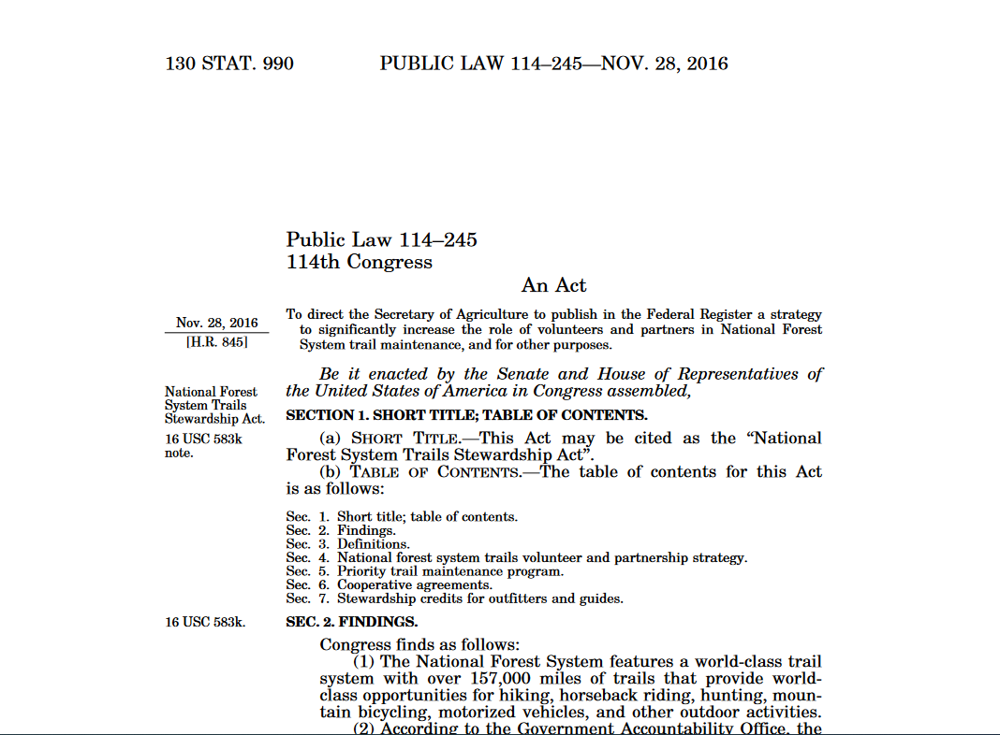 130 STAT. 990 PUBLIC LAW 114–245—NOV. 28, 2016
Public Law 114–245
114th Congress
An Act
Nov. 28, 2016
[H.R. 845]
To direct the Secretary of Agriculture to publish in the Federal Register a strategy
to significantly increase the role of volunteers and partners in National Forest
System trail maintenance, and for other purposes.
Be it enacted by the Senate and House of Representatives of
the United States of America in Congress assembled,
National Forest
System Trails
Stewardship Act.
16 USC 583k
note.
SECTION 1. SHORT TITLE; TABLE OF CONTENTS.
(a) SHORT TITLE.—This Act may be cited as the “National
Forest System Trails Stewardship Act”.
(b) TABLE OF CONTENTS.—The table of contents for this Act
is as follows:
Sec. 1. Short title; table of contents.
Sec. 2. Findings.
Sec. 3. Definitions.
Sec. 4. National forest system trails volunteer and partnership strategy.
Sec. 5. Priority trail maintenance program.
Sec. 6. Cooperative agreements.
Sec. 7. Stewardship credits for outfitters and guides.
16 USC 583k.
SEC. 2. FINDINGS.
Congress finds as follows:
(1) The National Forest System features a world-class trail
system with over 157,000 miles of trails that provide world-
class opportunities for hiking, horseback riding, hunting, moun-
tain bicycling, motorized vehicles, and other outdoor activities.
(2) According to the Government Accountability Office, the